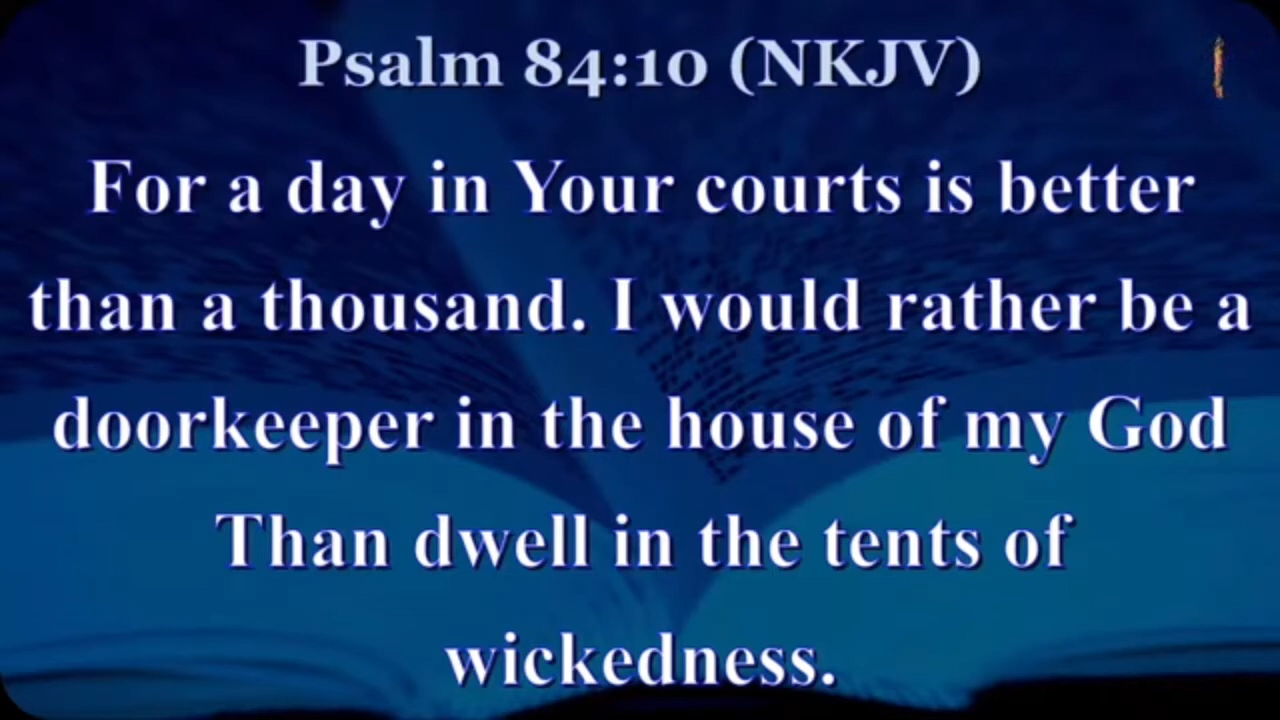 Psalm 84:10 (NKJV)
For a day in Your courts is better
than a thousand. I would rather be a
doorkeeper in the house of my God
Than dwell in the tents of
wickedness.